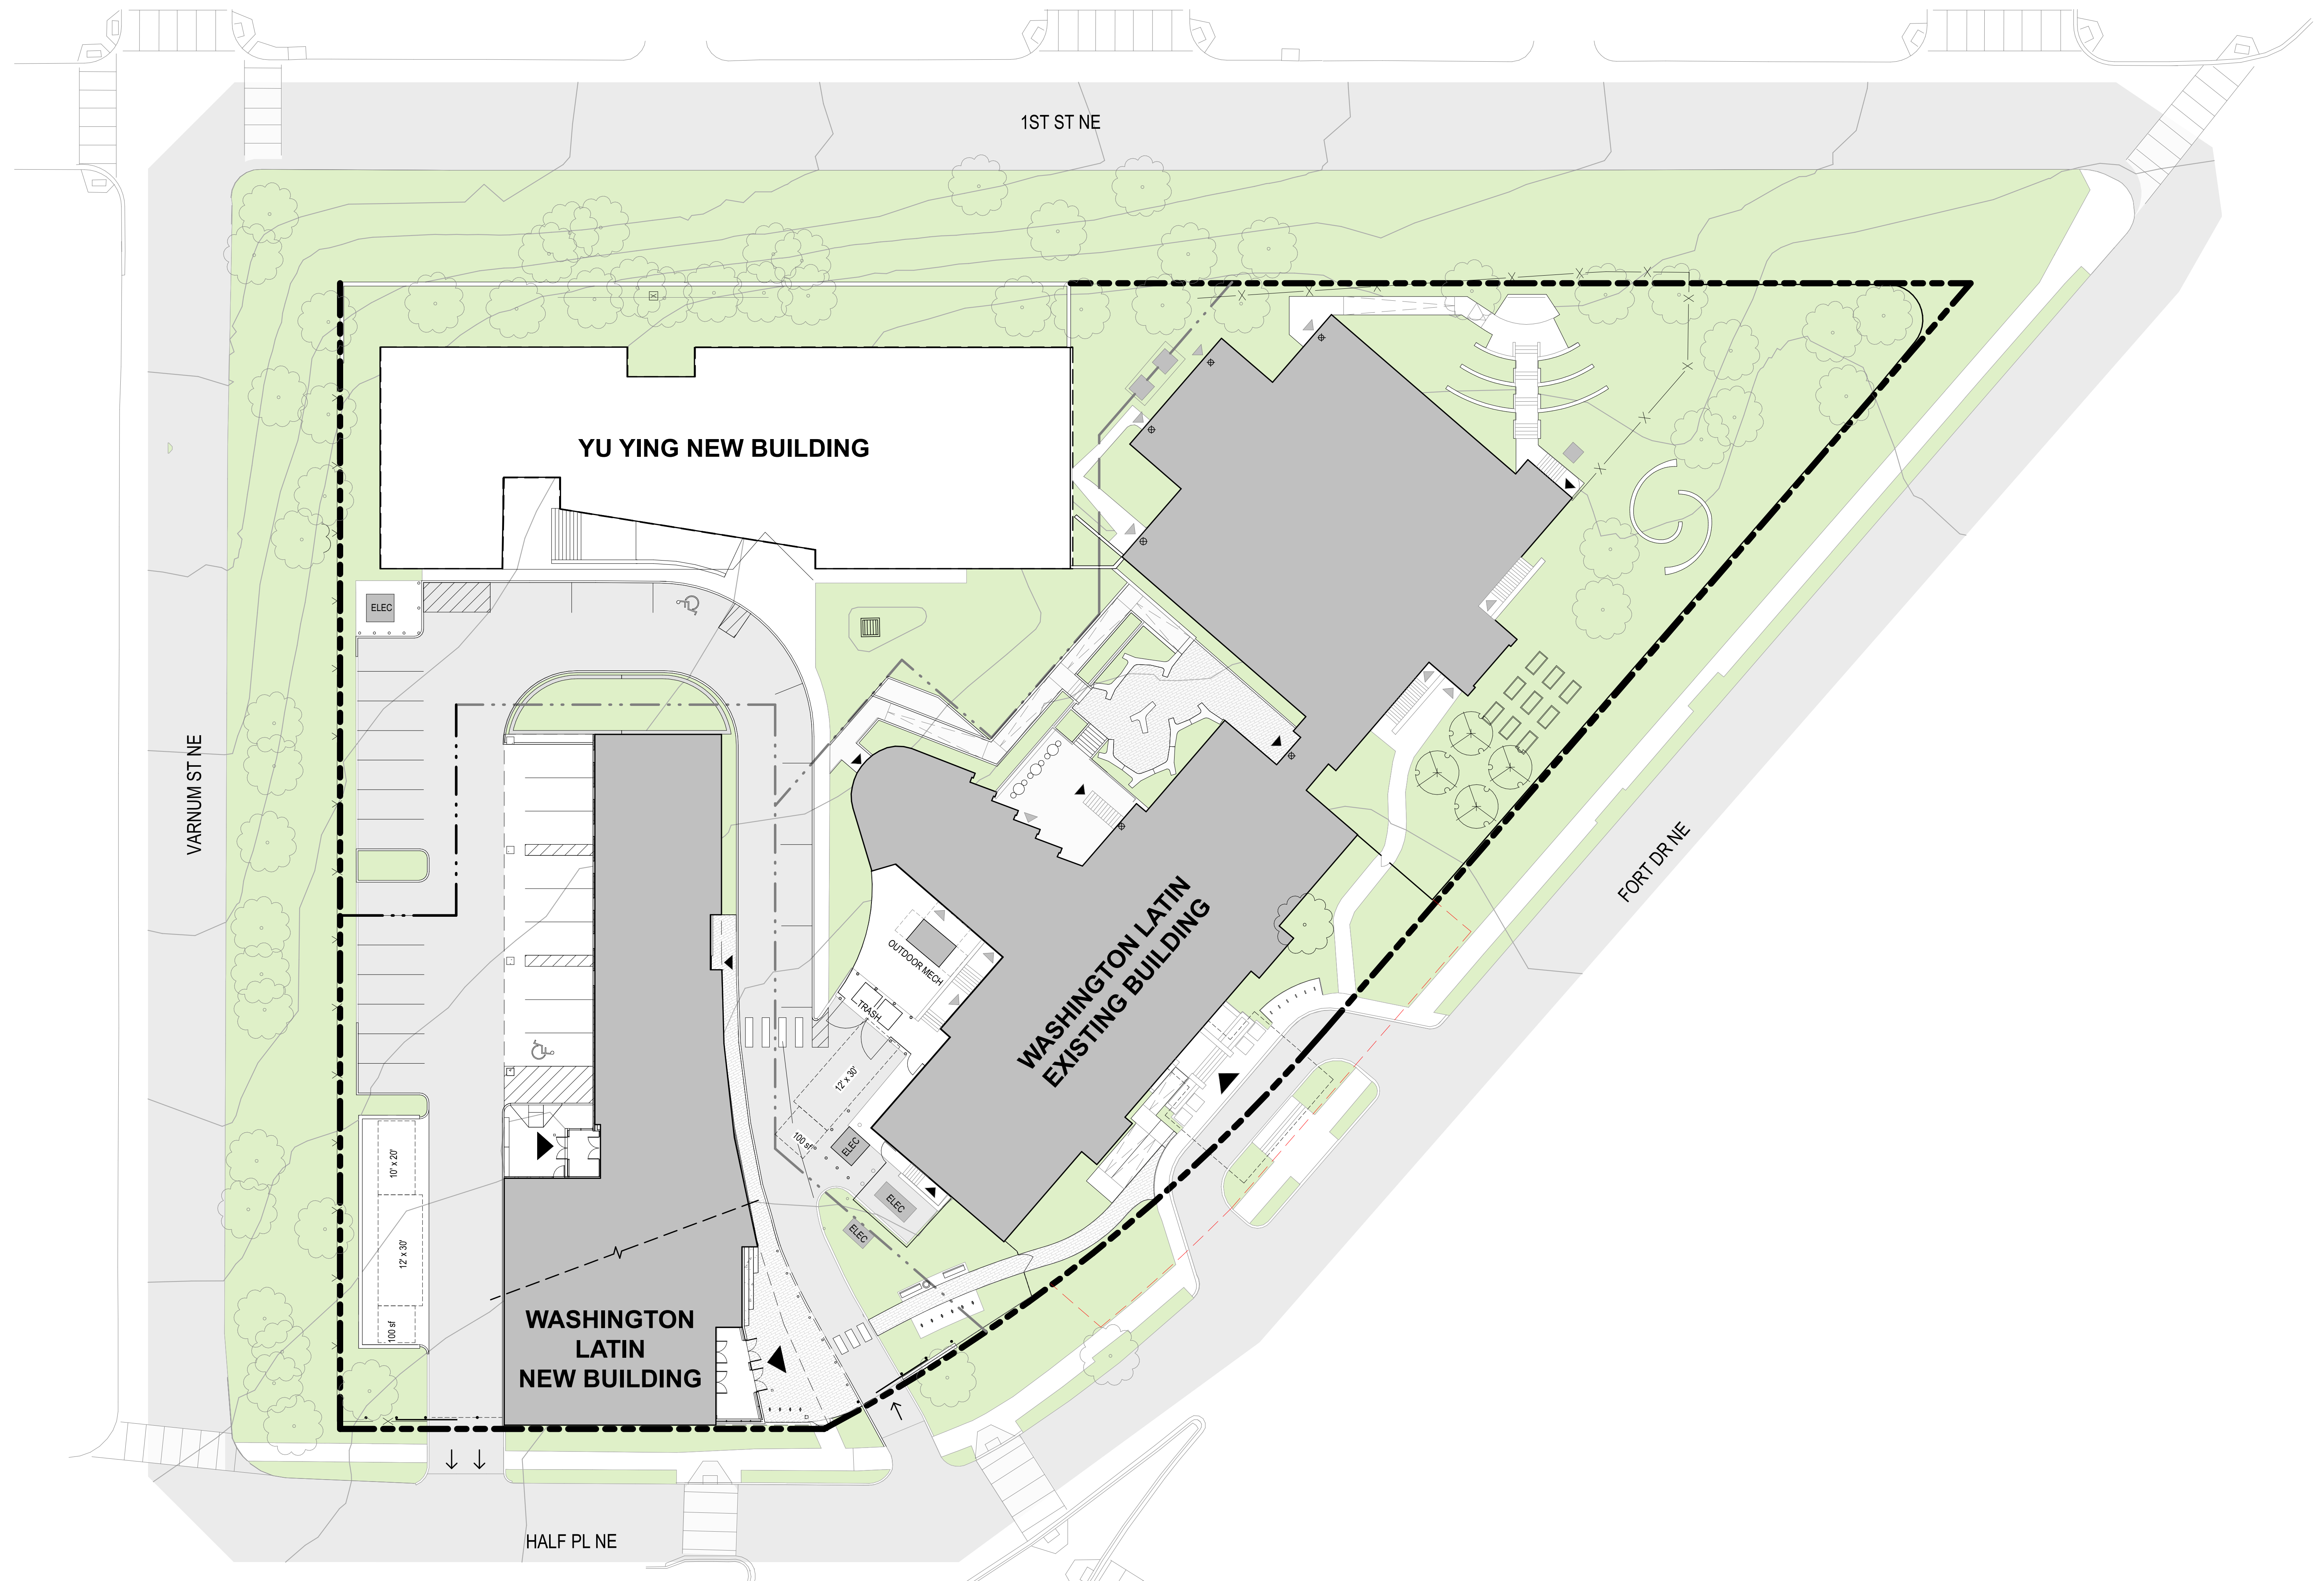 1ST ST NE
YU YING NEW BUILDING
ELEC
VARNUM ST NE
FORT DR NE
WASHINGTON LATIN
EXISTING BUILDING
OUTDOOR MECH
TRASH
12' x 30'
100 sf
ELEC
ELEC
ELEC
10' x 20'
12' x 30'
100 sf
WASHINGTON
LATIN
NEW BUILDING
HALF PL NE